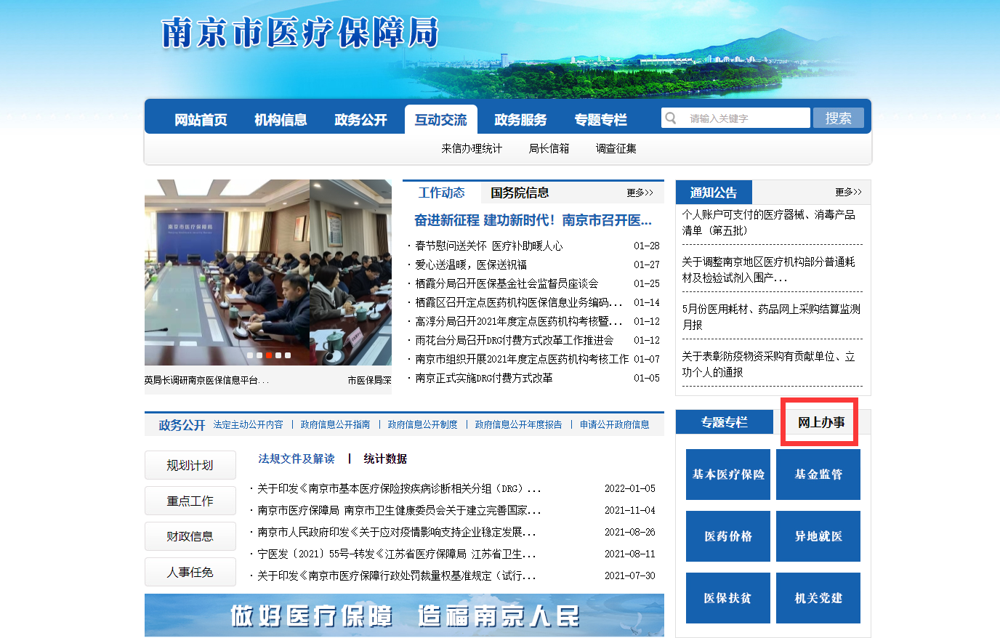 南京市医疗保障局
网站首页 机构信息 政务公开 互动交流 政务服务 专题专栏 请输入关键字 搜索
来信办理统计 局长信箱 调查征集
南京市医疗保障局
英局长调研南京医保信息平台... 市医保局深
工作动态 国务院信息 更多>>
奋进新征程 建功新时代！南京市召开医...
· 春节慰问送关怀 医疗补助暖人心 01-28
· 爱心送温暖，医保送祝福 01-27
· 栖霞分局召开医保基金社会监督员座谈会 01-25
· 栖霞区召开定点医药机构医保信息业务编码... 01-14
· 高淳分局召开2021年度定点医药机构考核暨... 01-12
· 雨花台分局召开DRG付费方式改革工作推进会 01-12
· 南京市组织开展2021年度定点医药机构考核工作 01-07
· 南京正式实施DRG付费方式改革 01-05
通知公告 更多>>
个人账户可支付的医疗器械、消毒产品
清单（第五批）
关于调整南京地区医疗机构部分普通耗
材及检验试剂入围产...
5月份医用耗材、药品网上采购结算监测
月报
关于表彰防疫物资采购有贡献单位、立
功个人的通报
政务公开 法定主动公开内容 | 政府信息公开指南 | 政府信息公开制度 | 政府信息公开年度报告 | 申请公开政府信息
规划计划
重点工作
财政信息
人事任免
法规文件及解读 | 统计数据
· 关于印发《南京市基本医疗保险按疾病诊断相关分组（DRG）... 2022-01-05
· 南京市医疗保障局 南京市卫生健康委员会关于建立完善国家... 2021-11-04
· 南京市人民政府印发《关于应对疫情影响支持企业稳定发展... 2021-08-26
· 宁医发〔2021〕55号-转发《江苏省医疗保障局 江苏省卫生... 2021-08-11
· 关于印发《南京市医疗保障行政处罚裁量权基准规定（试行... 2021-07-30
专题专栏 网上办事
基本医疗保险 基金监管
医药价格 异地就医
医保扶贫 机关党建
做好医疗保障 造福南京人民